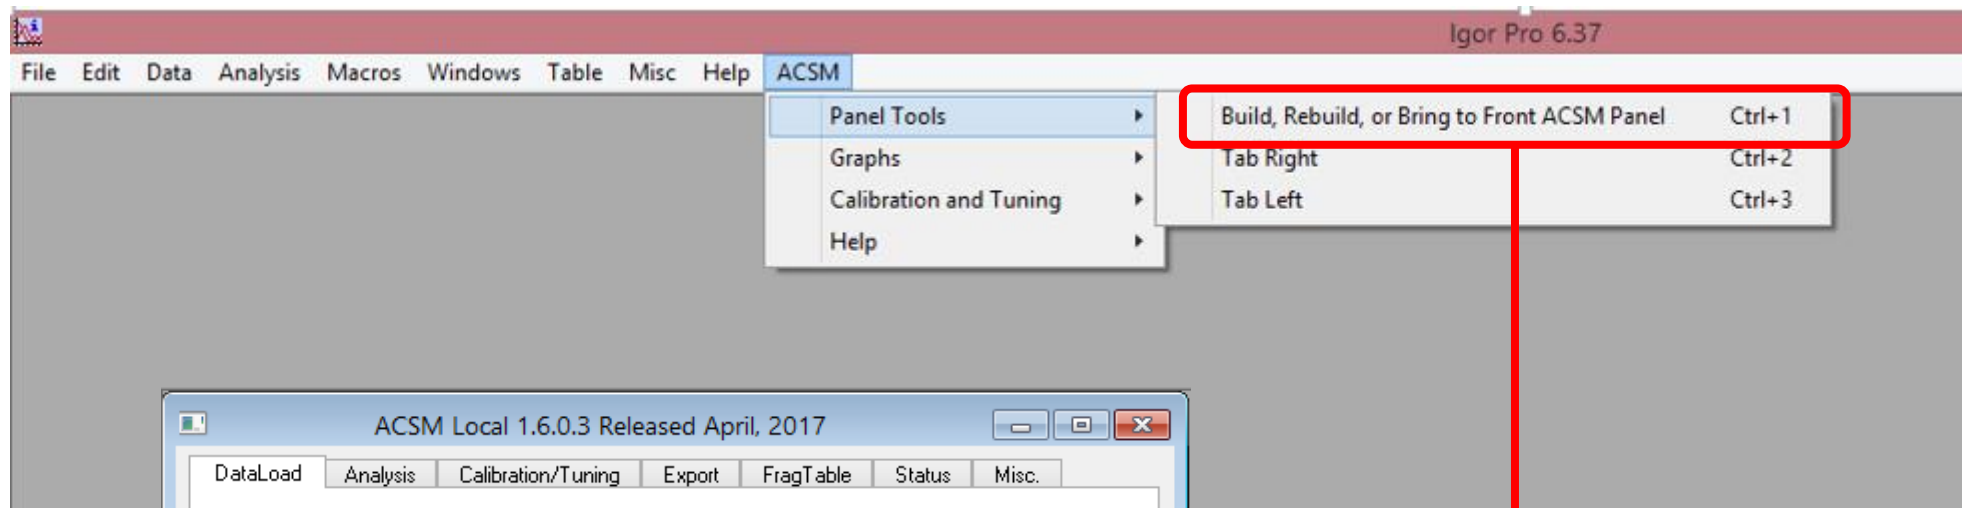 Igor Pro 6.37
File Edit Data Analysis Macros Windows Table Misc Help ACSM
Panel Tools
Graphs
Calibration and Tuning
Help
Build, Rebuild, or Bring to Front ACSM Panel Ctrl+1
Tab Right Ctrl+2
Tab Left Ctrl+3
ACSM Local 1.6.0.3 Released April, 2017
DataLoad Analysis Calibration/Tuning Export FragTable Status Misc.